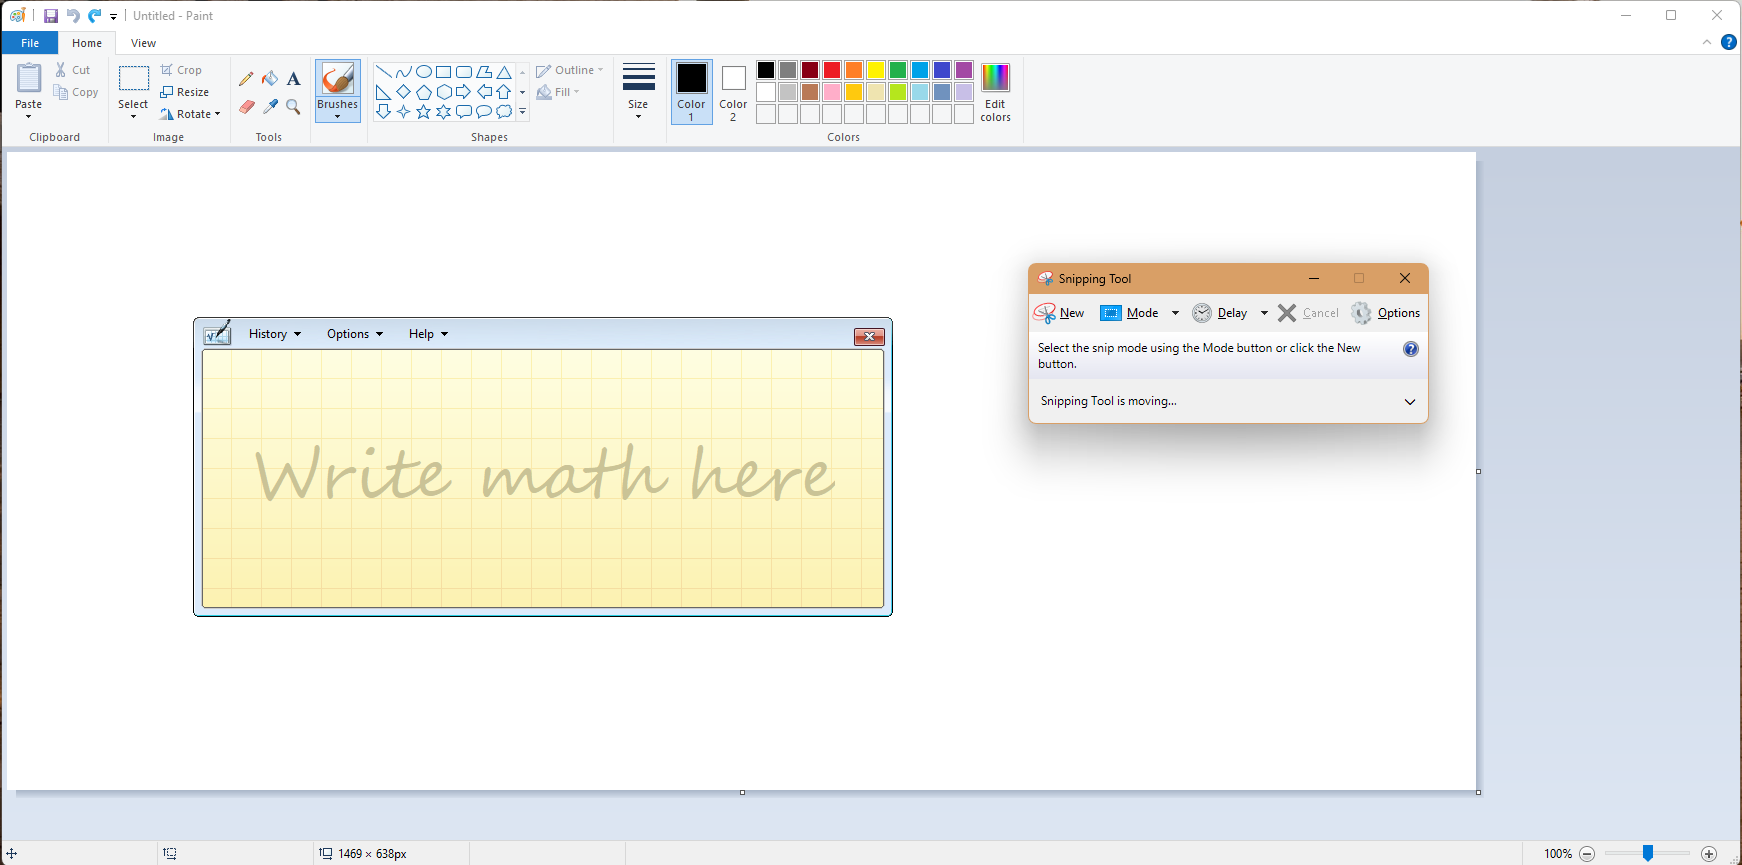 Untitled - Paint
File Home View
Paste
Cut
Copy
Clipboard
Select
Crop
Resize
Rotate
Image
A
Tools
Brushes
Shapes
Outline
Fill
Size
Color
1
Color
2
Edit
colors
Colors
History Options Help
Write math here
Snipping Tool
New Mode Delay Cancel Options
Select the snip mode using the Mode button or click the New
button.
Snipping Tool is moving...
1469 × 638px
100%